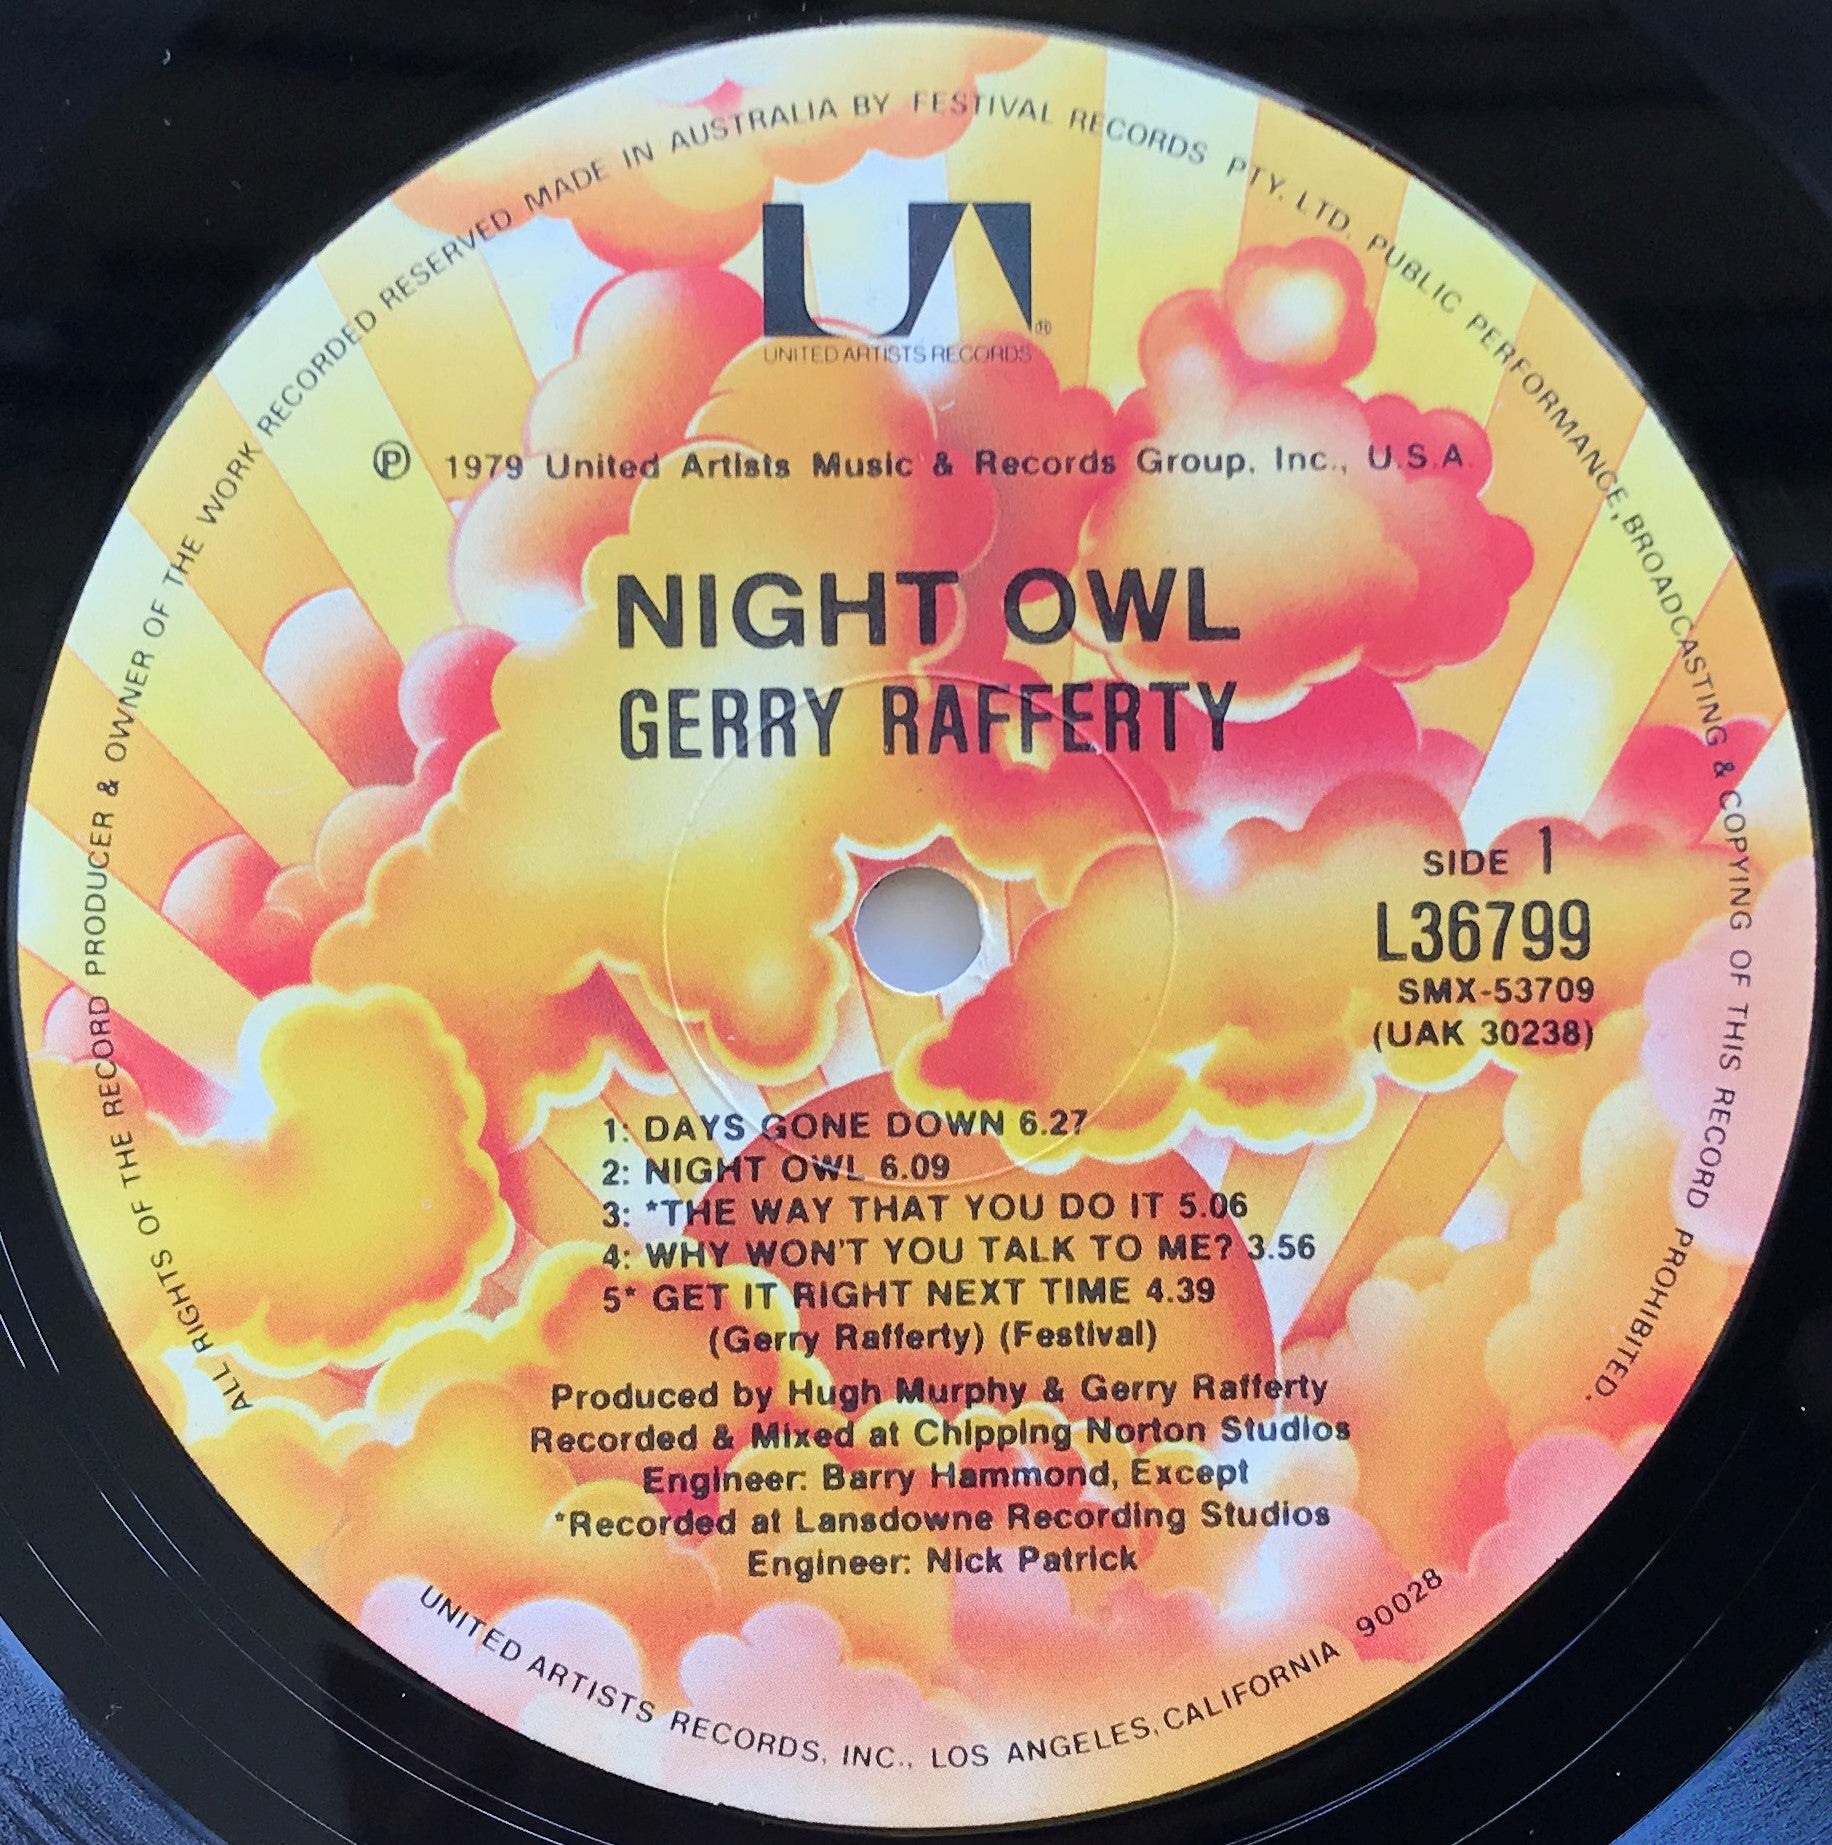 ALL RIGHTS OF THE RECORD PRODUCER & OWNER OF THE WORK RECORDED RESERVED MADE IN AUSTRALIA BY FESTIVAL RECORDS PTY. LTD. PUBLIC PERFORMANCE, BROADCASTING & COPYING OF THIS RECORD PROHIBITED.
UA®
UNITED ARTISTS RECORDS
℗ 1979 United Artists Music & Records Group, Inc., U.S.A.
NIGHT OWL
GERRY RAFFERTY
SIDE 1
L36799
SMX-53709
(UAK 30238)
1: DAYS GONE DOWN 6.27
2: NIGHT OWL 6.09
3: *THE WAY THAT YOU DO IT 5.06
4: WHY WON'T YOU TALK TO ME? 3.56
5* GET IT RIGHT NEXT TIME 4.39
(Gerry Rafferty) (Festival)
Produced by Hugh Murphy & Gerry Rafferty
Recorded & Mixed at Chipping Norton Studios
Engineer: Barry Hammond, Except
*Recorded at Lansdowne Recording Studios
Engineer: Nick Patrick
UNITED ARTISTS RECORDS, INC., LOS ANGELES, CALIFORNIA 90028